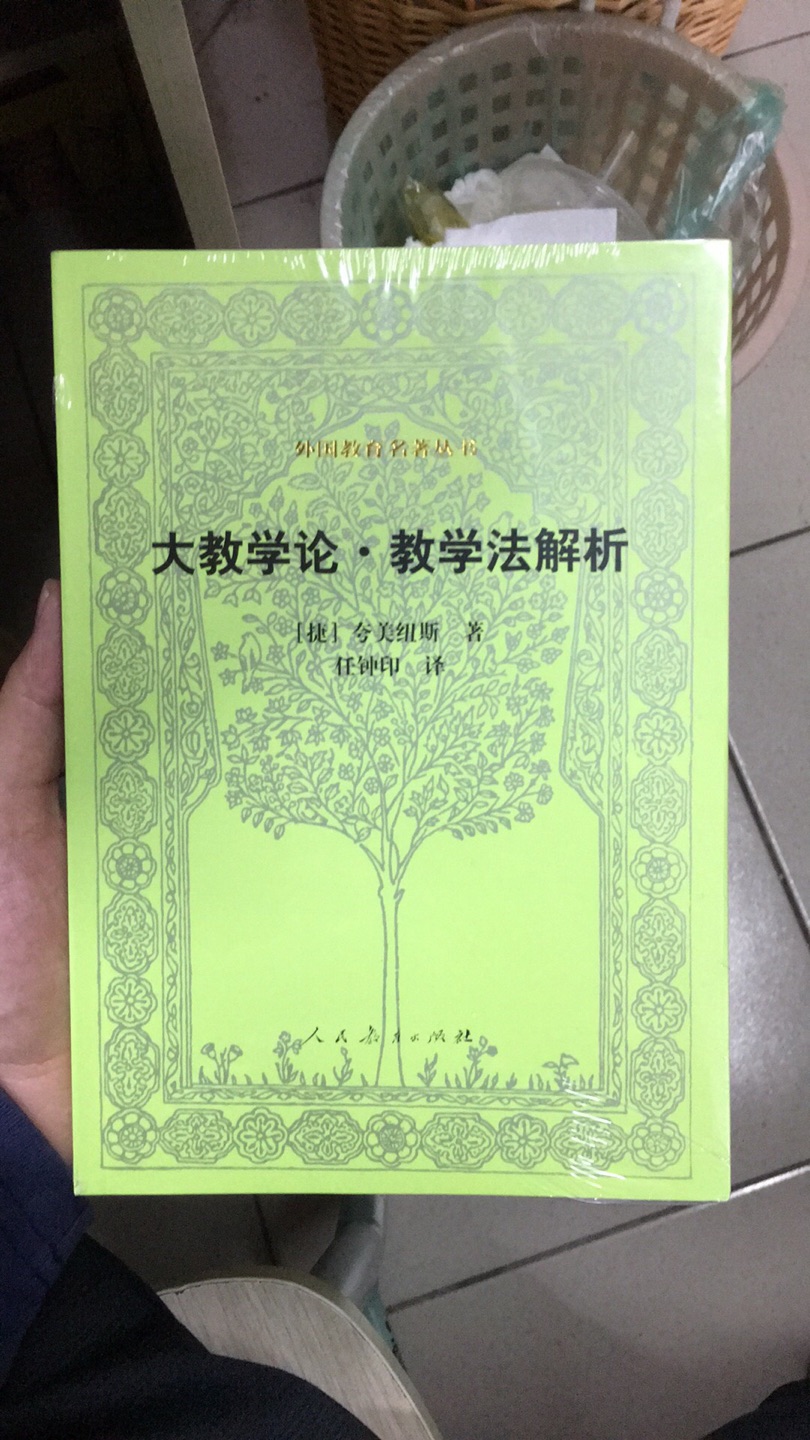 外国教育名著丛书
大教学论·教学法解析
[捷] 夸美纽斯 著
任钟印 译
人民教育出版社